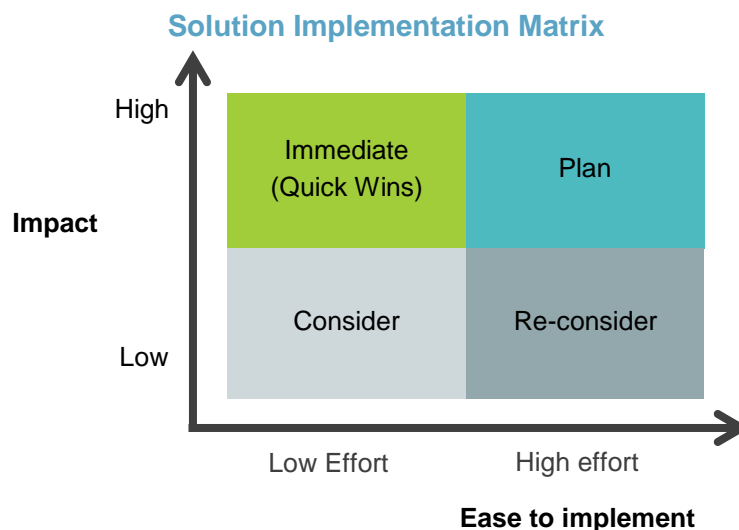 Solution Implementation Matrix
High
Immediate
(Quick Wins)
Plan
Impact
Consider
Re-consider
Low
Low Effort
High effort
Ease to implement